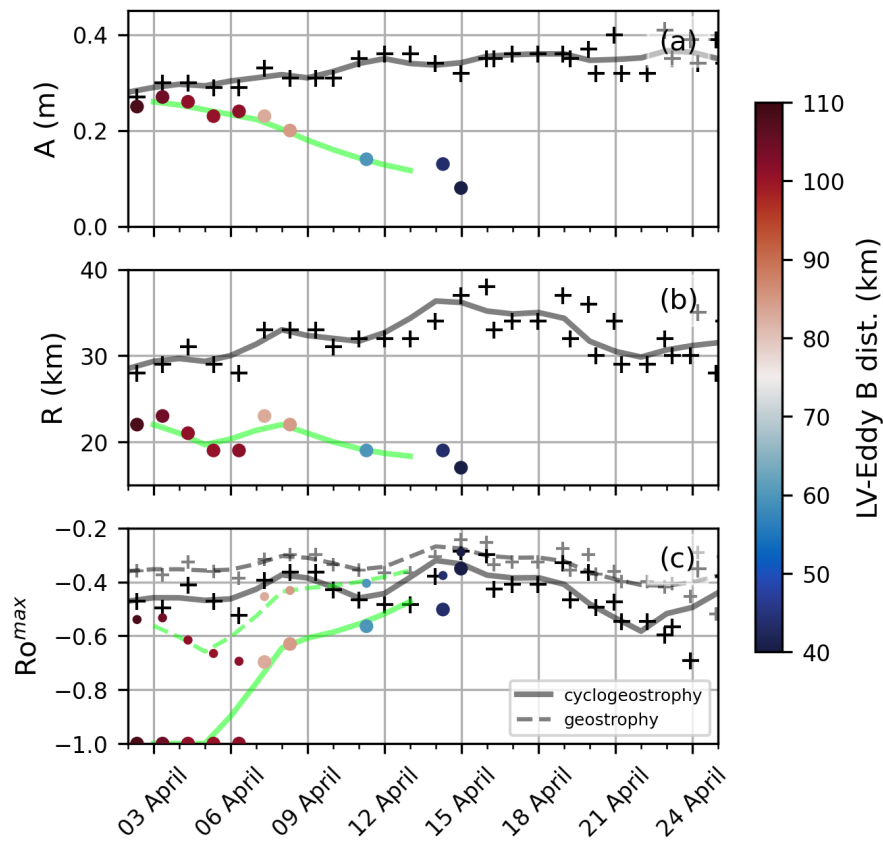 (a)
A (m)
0.4
0.2
0.0
(b)
R (km)
40
30
20
(c)
Ro^max
−0.2
−0.4
−0.6
−0.8
−1.0
cyclogeostrophy
geostrophy
03 April
06 April
09 April
12 April
15 April
18 April
21 April
24 April
110
100
90
80
70
60
50
40
LV-Eddy B dist. (km)